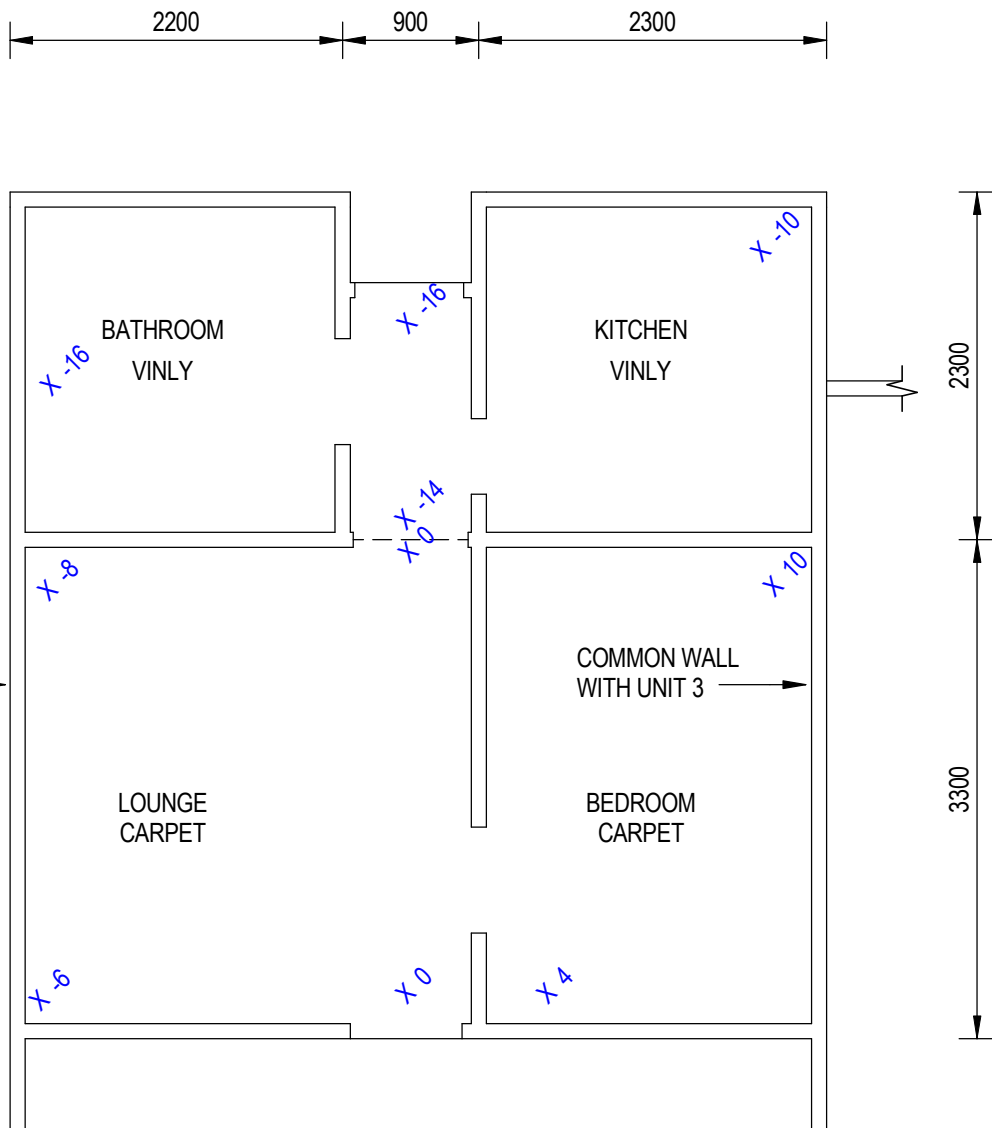 2200
900
2300
X -10
X -16
BATHROOM
VINLY
KITCHEN
VINLY
X -16
2300
X -14
X 0
X -8
X 10
COMMON WALL
WITH UNIT 3
LOUNGE
CARPET
BEDROOM
CARPET
3300
X -6
X 0
X 4